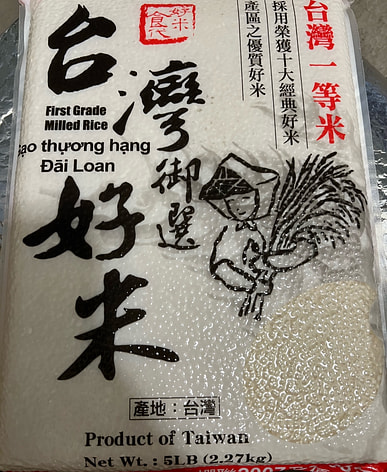 台灣一等米
採用榮獲十大經典好米
產區之優質好米
好米
台灣好米
御選
First Grade
Milled Rice
Gạo thượng hạng
Đài Loan
產地：台灣
Product of Taiwan
Net Wt. : 5LB (2.27kg)